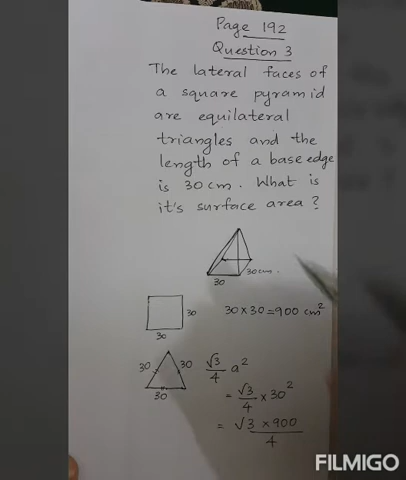 Page 192
Question 3
The lateral faces of
a square pyramid
are equilateral
triangles and the
length of a base edge
is 30 cm. What is
it's surface area?
30cm.
30
30
30
30 × 30 = 900 cm²
30
30
30
√3/4 a²
= √3/4 × 30²
= √3 × 900/4
FILMIGO